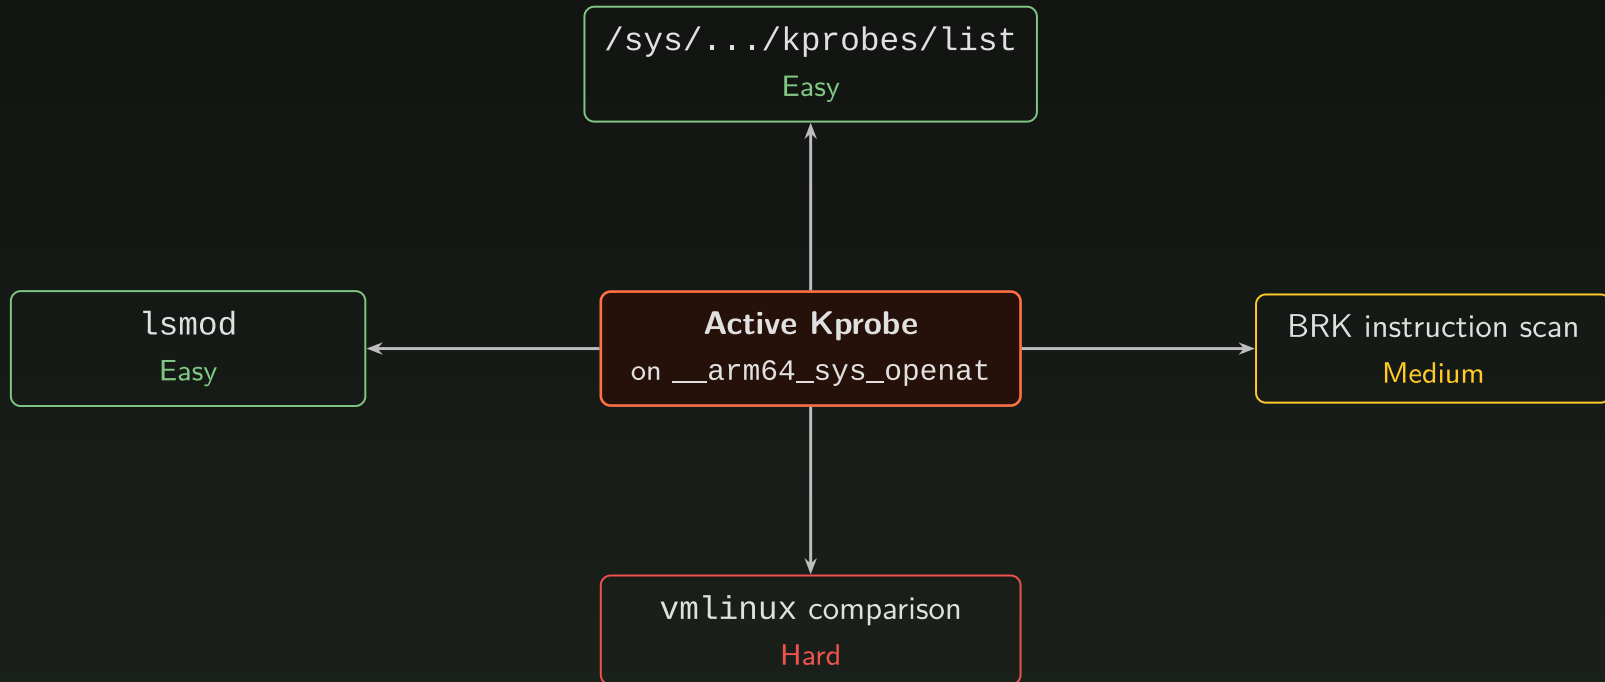 /sys/.../kprobes/list
Easy
lsmod
Easy
Active Kprobe
on __arm64_sys_openat
BRK instruction scan
Medium
vmlinux comparison
Hard